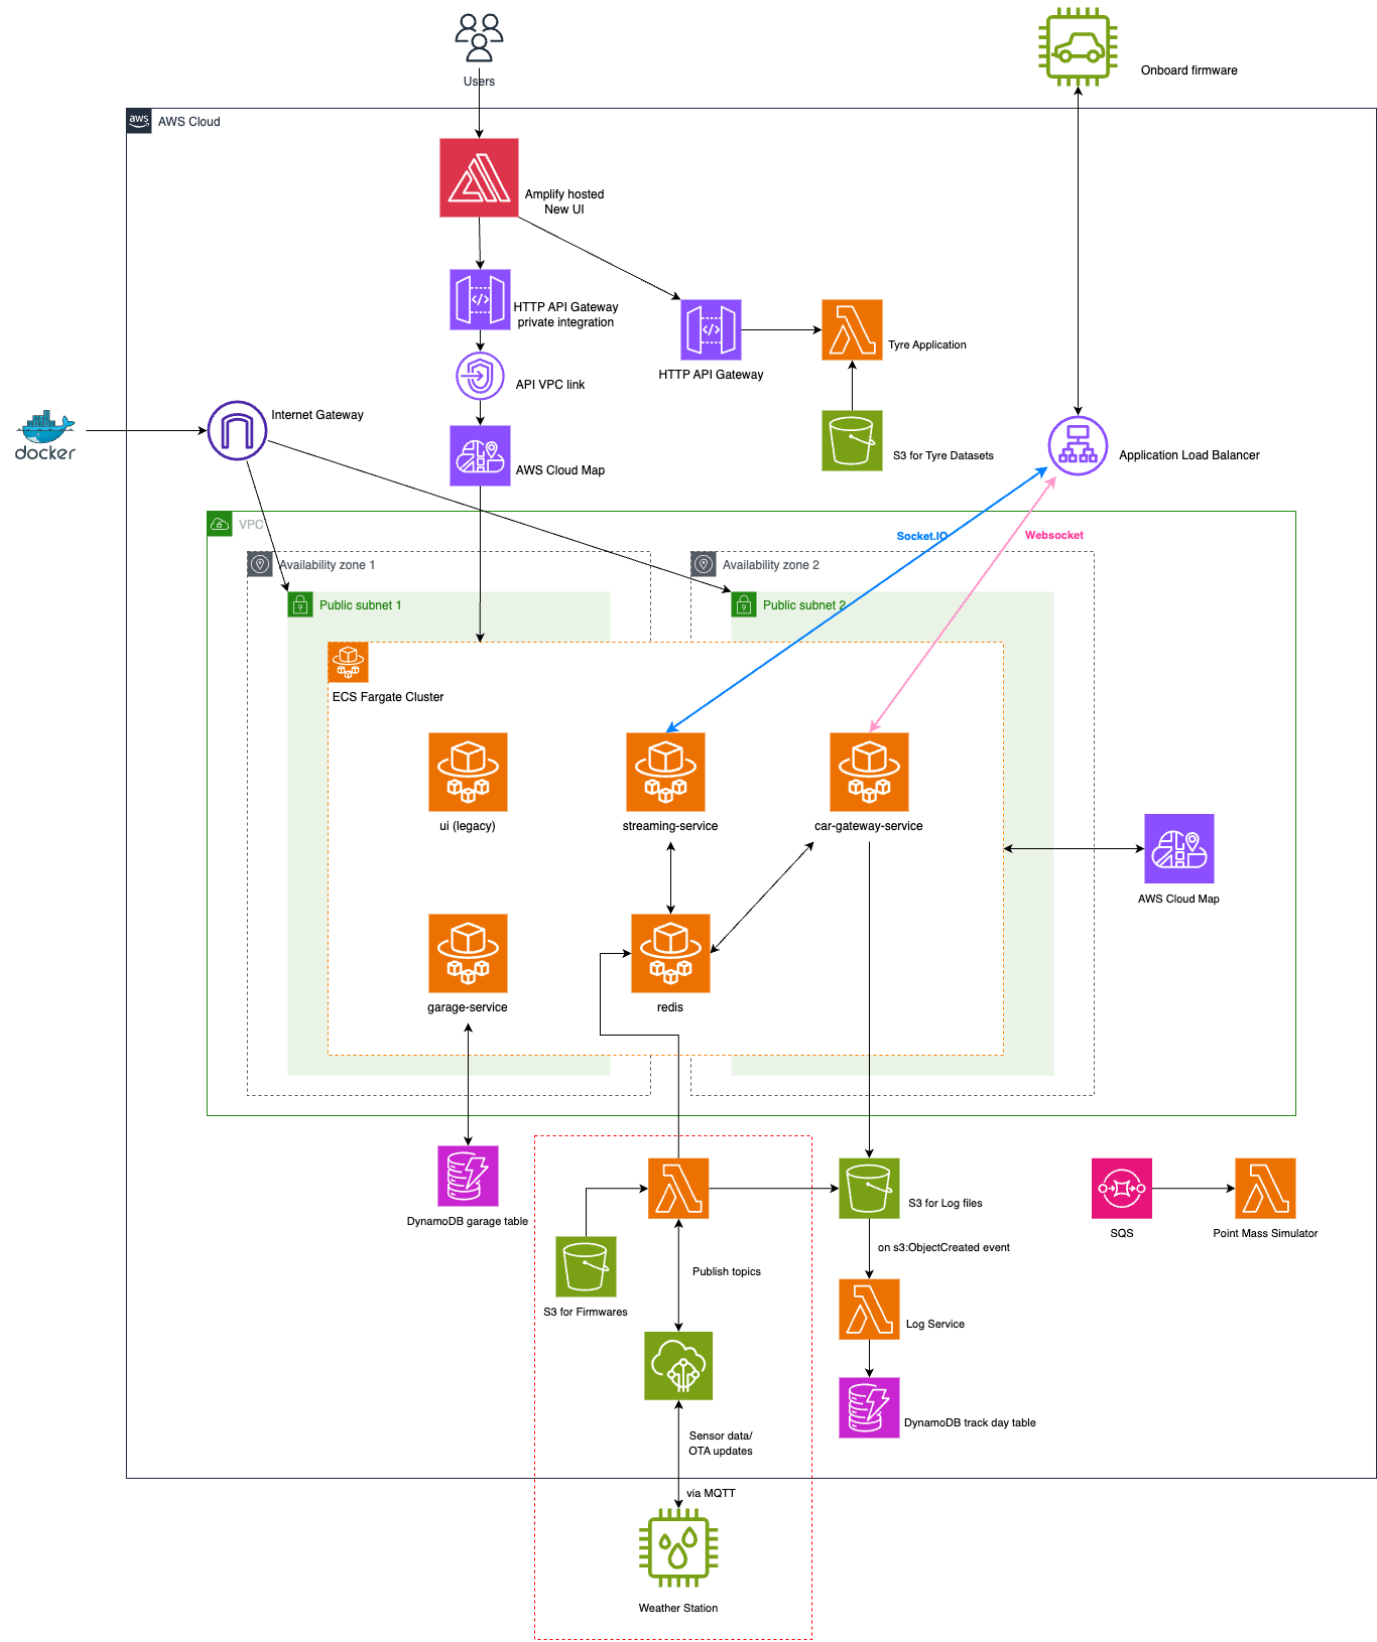 Users
Onboard firmware
aws
AWS Cloud
Amplify hosted
New UI
HTTP API Gateway
private integration
HTTP API Gateway
Tyre Application
API VPC link
Internet Gateway
docker
AWS Cloud Map
S3 for Tyre Datasets
Application Load Balancer
VPC
Socket.IO
Websocket
Availability zone 1
Availability zone 2
Public subnet 1
Public subnet 2
ECS Fargate Cluster
ui (legacy)
streaming-service
car-gateway-service
AWS Cloud Map
garage-service
redis
DynamoDB garage table
S3 for Log files
SQS
Point Mass Simulator
on s3:ObjectCreated event
Publish topics
S3 for Firmwares
Log Service
DynamoDB track day table
Sensor data/
OTA updates
via MQTT
Weather Station